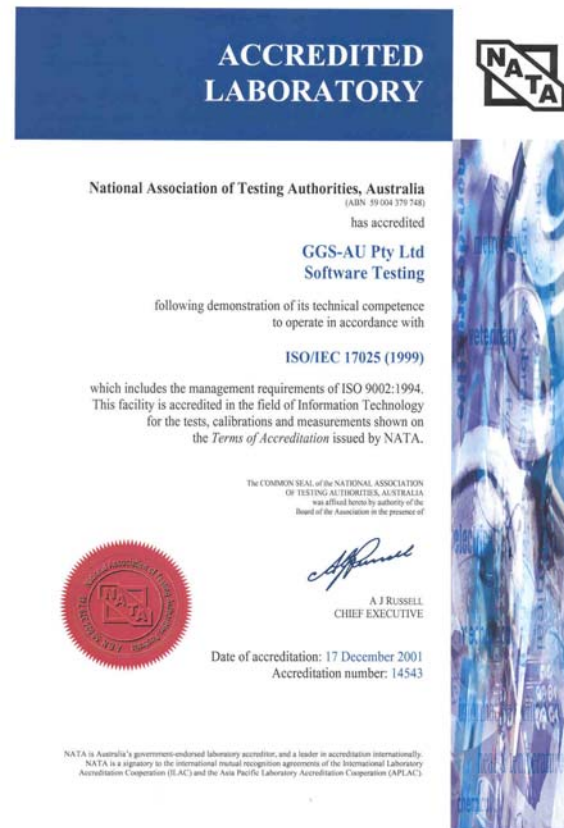 ACCREDITED
LABORATORY
NATA
National Association of Testing Authorities, Australia
(ABN 59 004 379 748)
has accredited
GGS-AU Pty Ltd
Software Testing
following demonstration of its technical competence
to operate in accordance with
ISO/IEC 17025 (1999)
which includes the management requirements of ISO 9002:1994.
This facility is accredited in the field of Information Technology
for the tests, calibrations and measurements shown on
the Terms of Accreditation issued by NATA.
The COMMON SEAL of the NATIONAL ASSOCIATION
OF TESTING AUTHORITIES, AUSTRALIA
was affixed hereto by authority of the
Board of the Association in the presence of
A J RUSSELL
CHIEF EXECUTIVE
NATA
Date of accreditation: 17 December 2001
Accreditation number: 14543
NATA is Australia's government-endorsed laboratory accreditor, and a leader in accreditation internationally.
NATA is a signatory to the international mutual recognition agreements of the International Laboratory
Accreditation Cooperation (ILAC) and the Asia Pacific Laboratory Accreditation Cooperation (APLAC).
veterinary